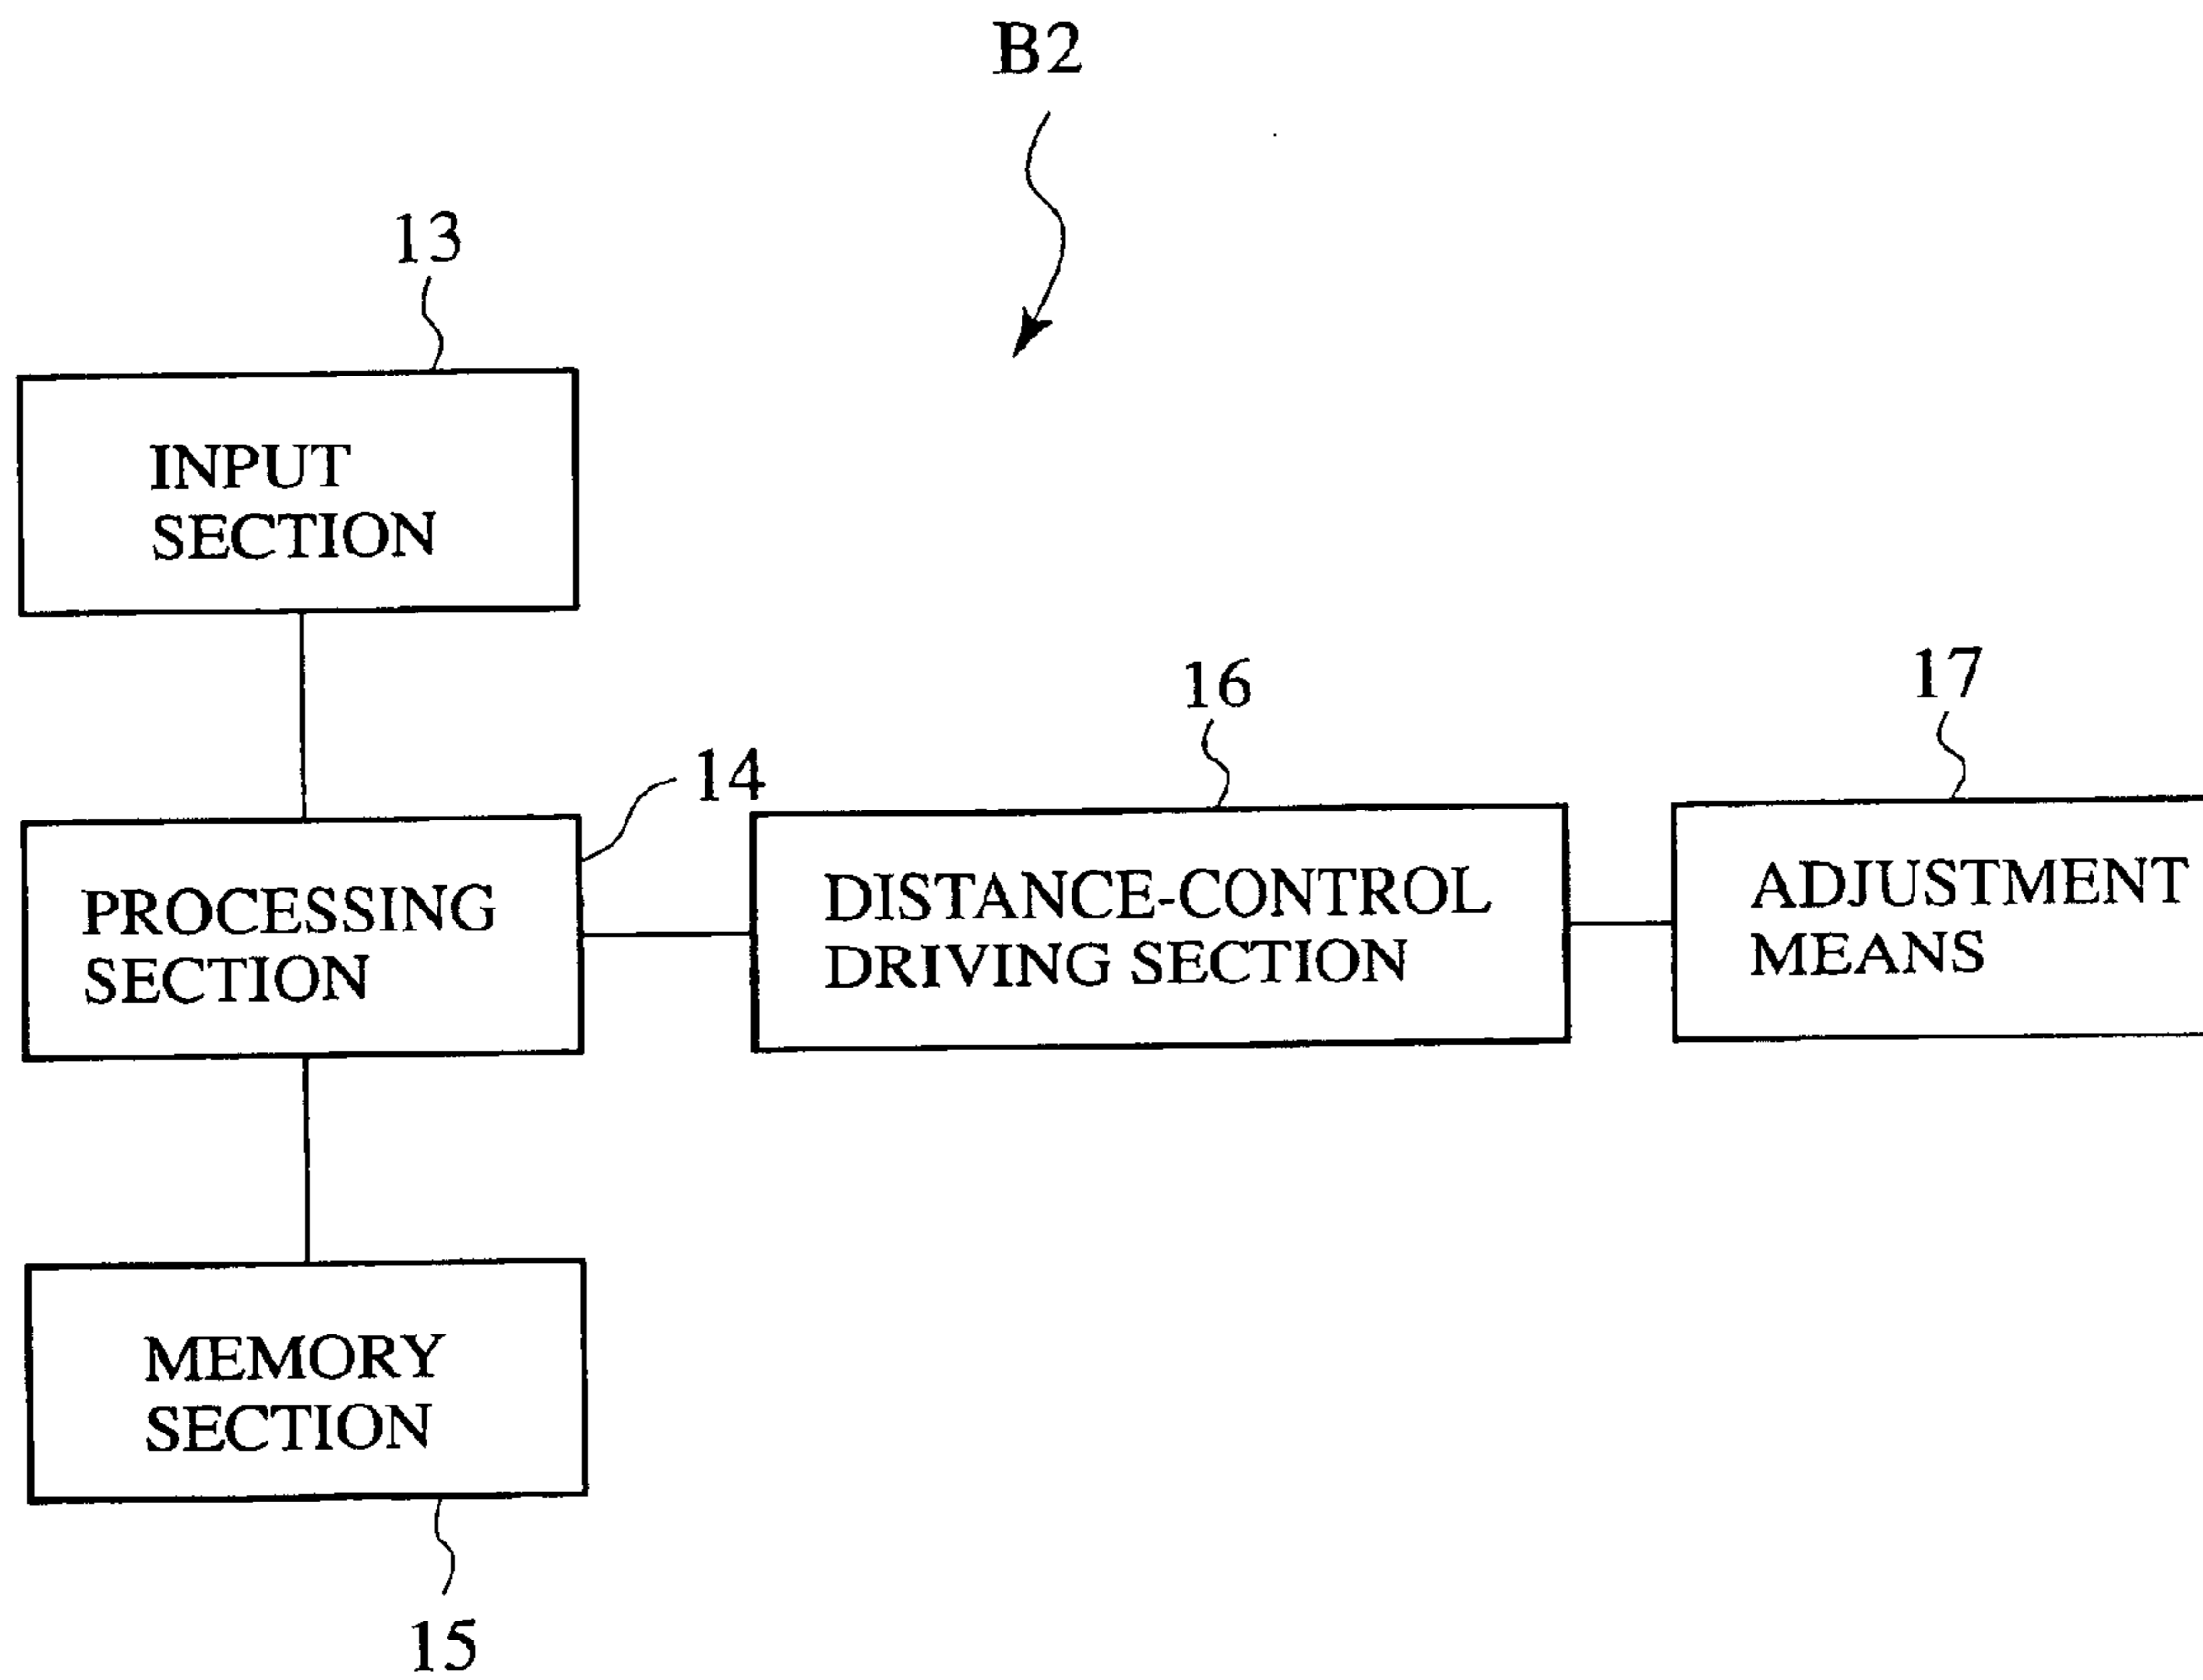 B2
13
INPUT
SECTION
14
PROCESSING
SECTION
16
DISTANCE-CONTROL
DRIVING SECTION
17
ADJUSTMENT
MEANS
MEMORY
SECTION
15